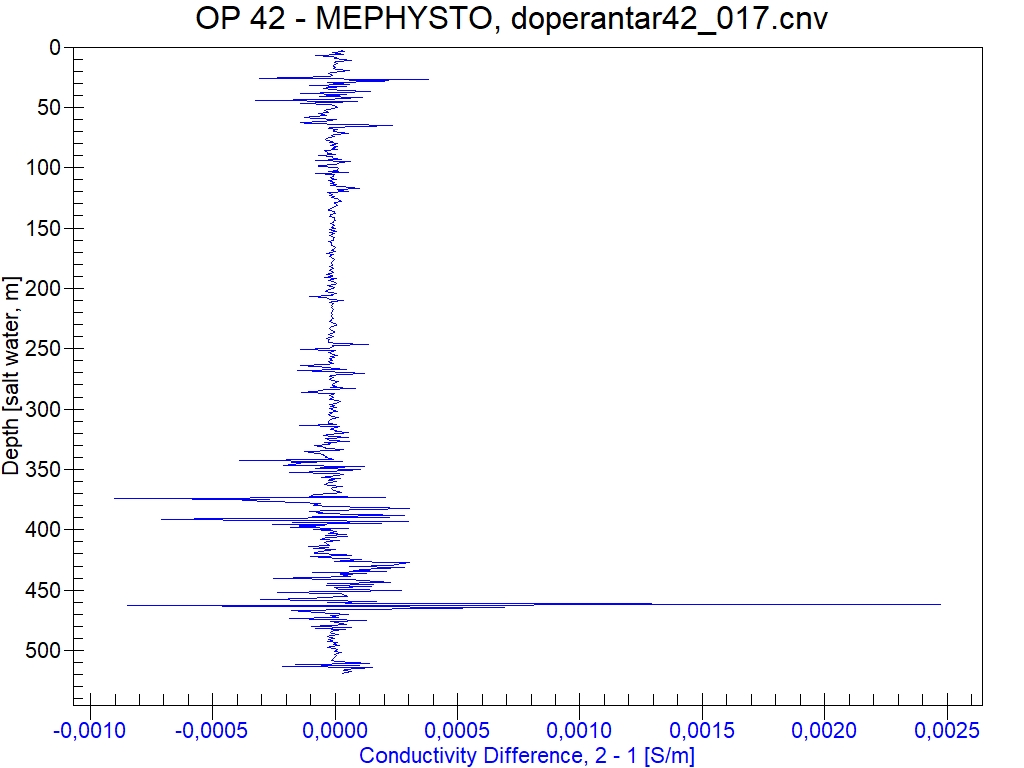 OP 42 - MEPHYSTO, doperantar42_017.cnv
0
50
100
150
200
250
300
350
400
450
500
Depth [salt water, m]
-0,0010 -0,0005 0,0000 0,0005 0,0010 0,0015 0,0020 0,0025
Conductivity Difference, 2 - 1 [S/m]